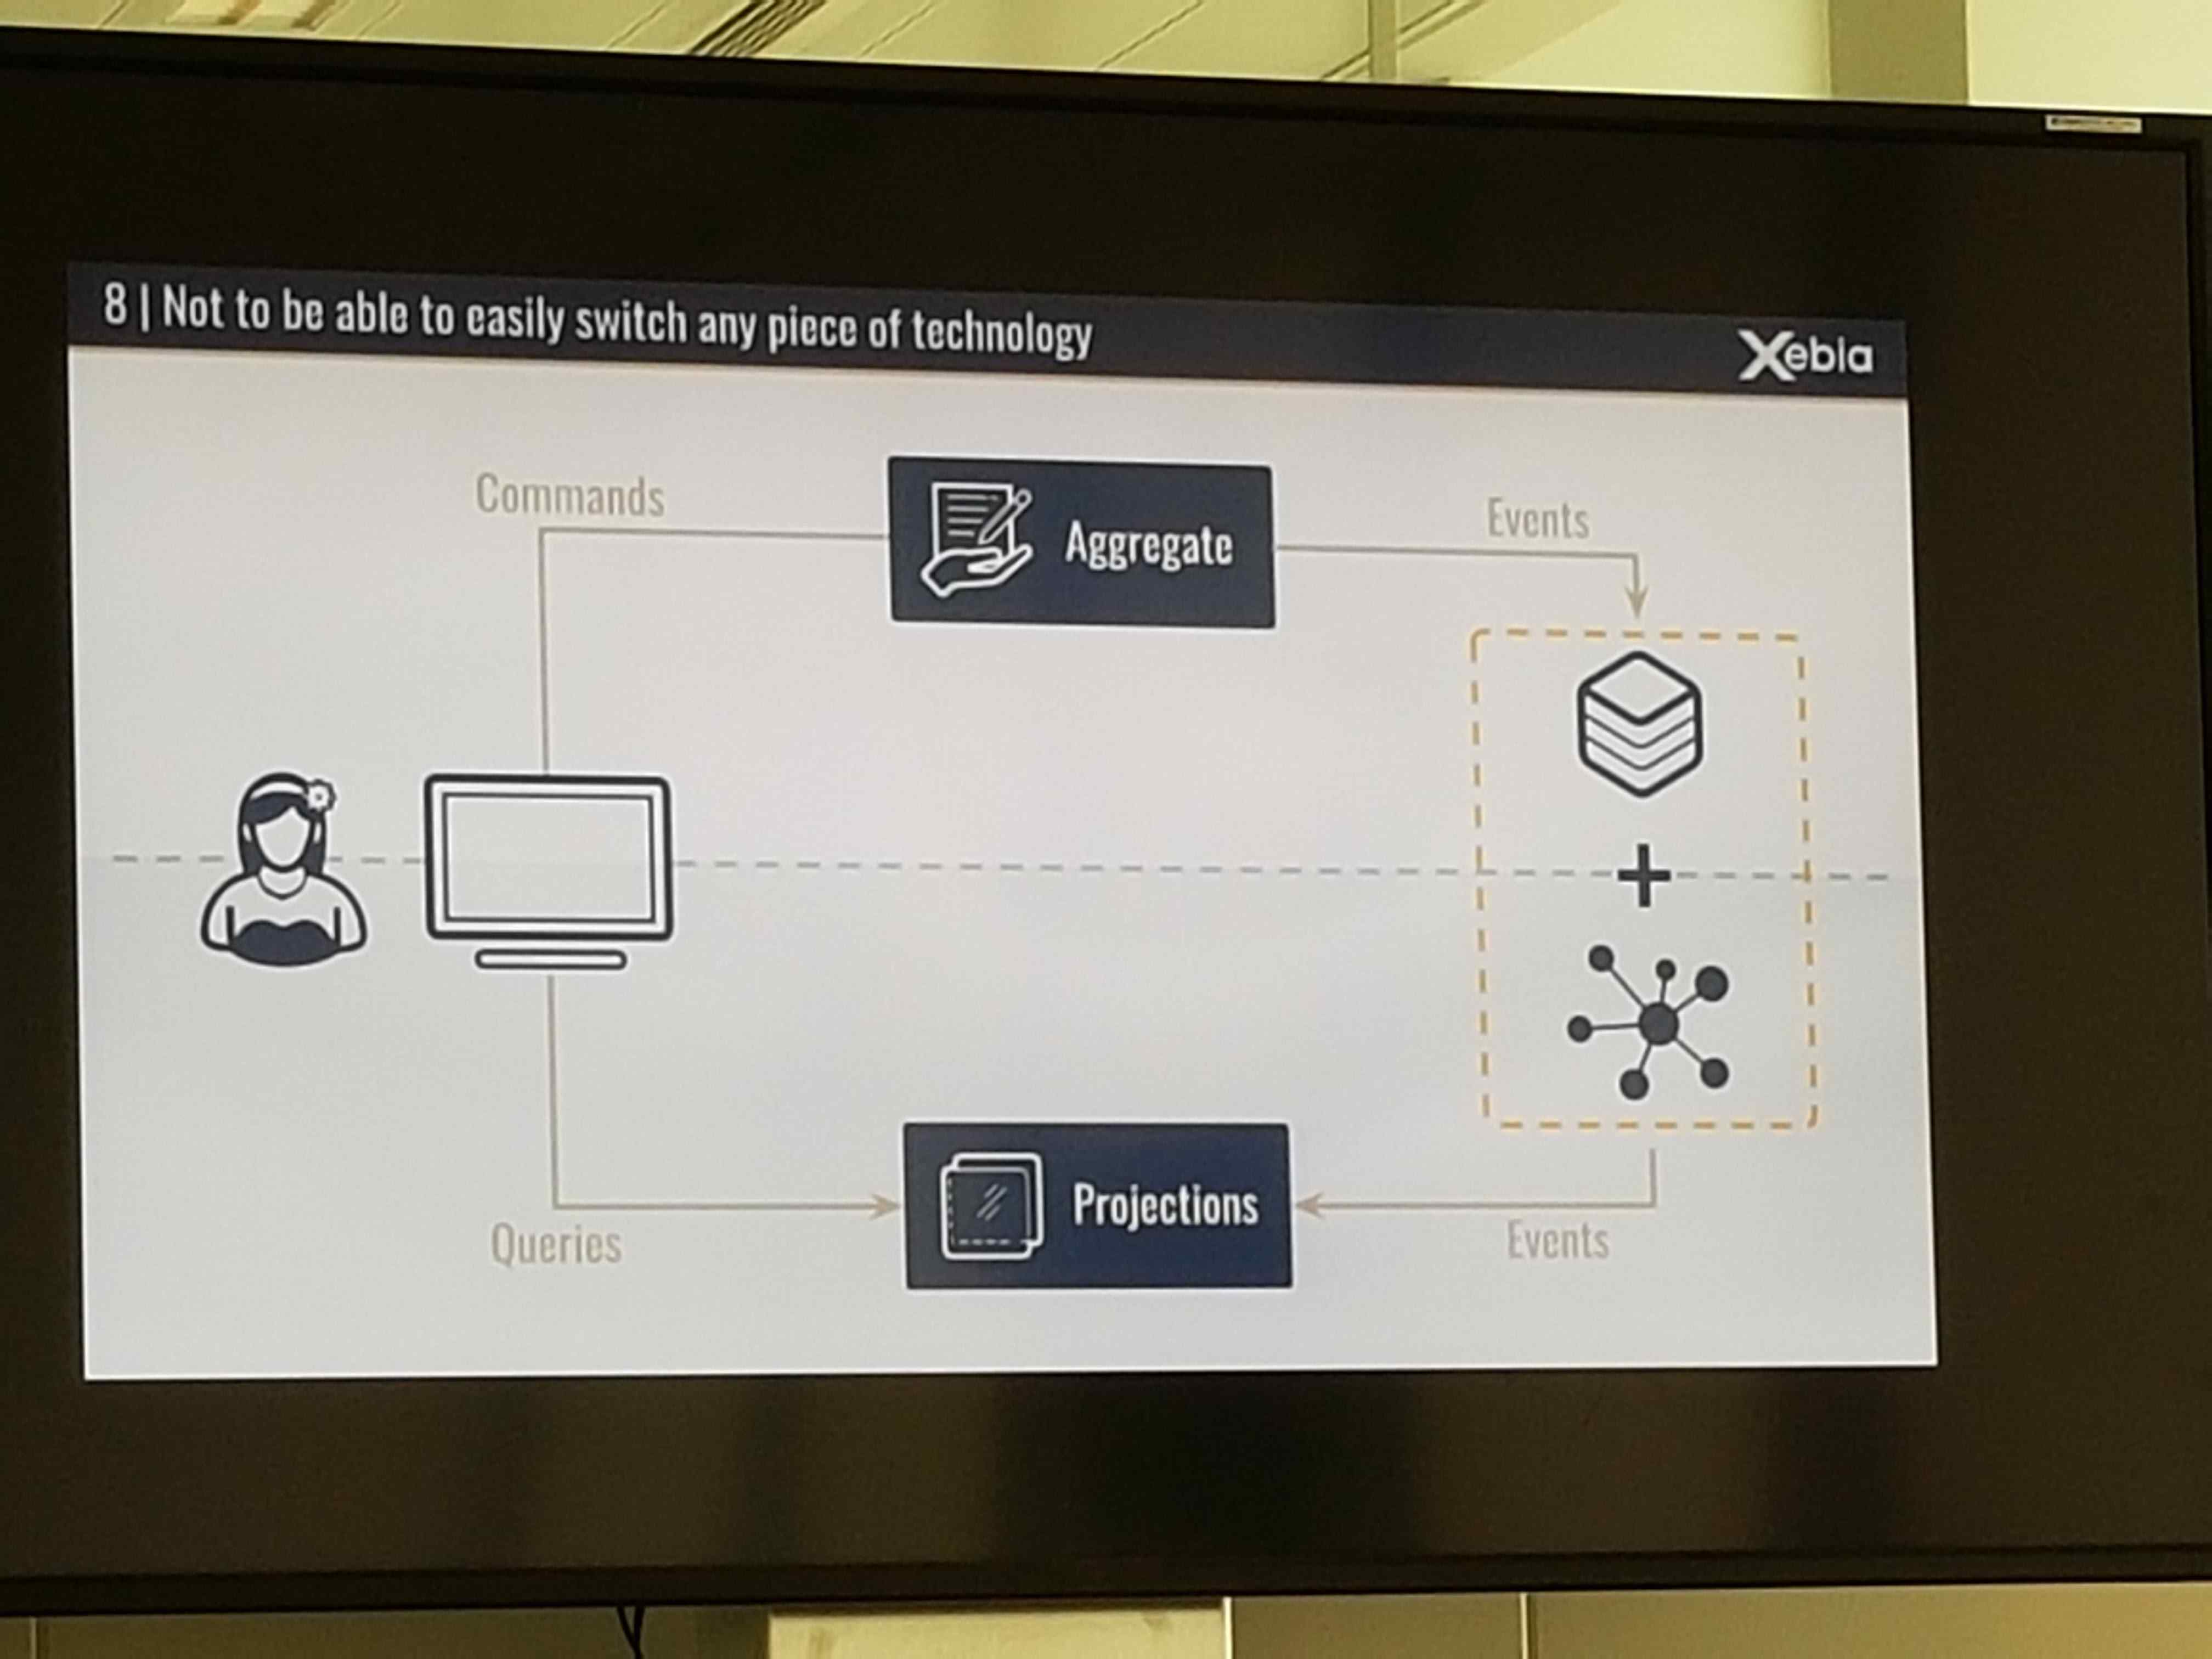 8 | Not to be able to easily switch any piece of technology
Xebia
Commands
Aggregate
Events
Queries
Projections
Events